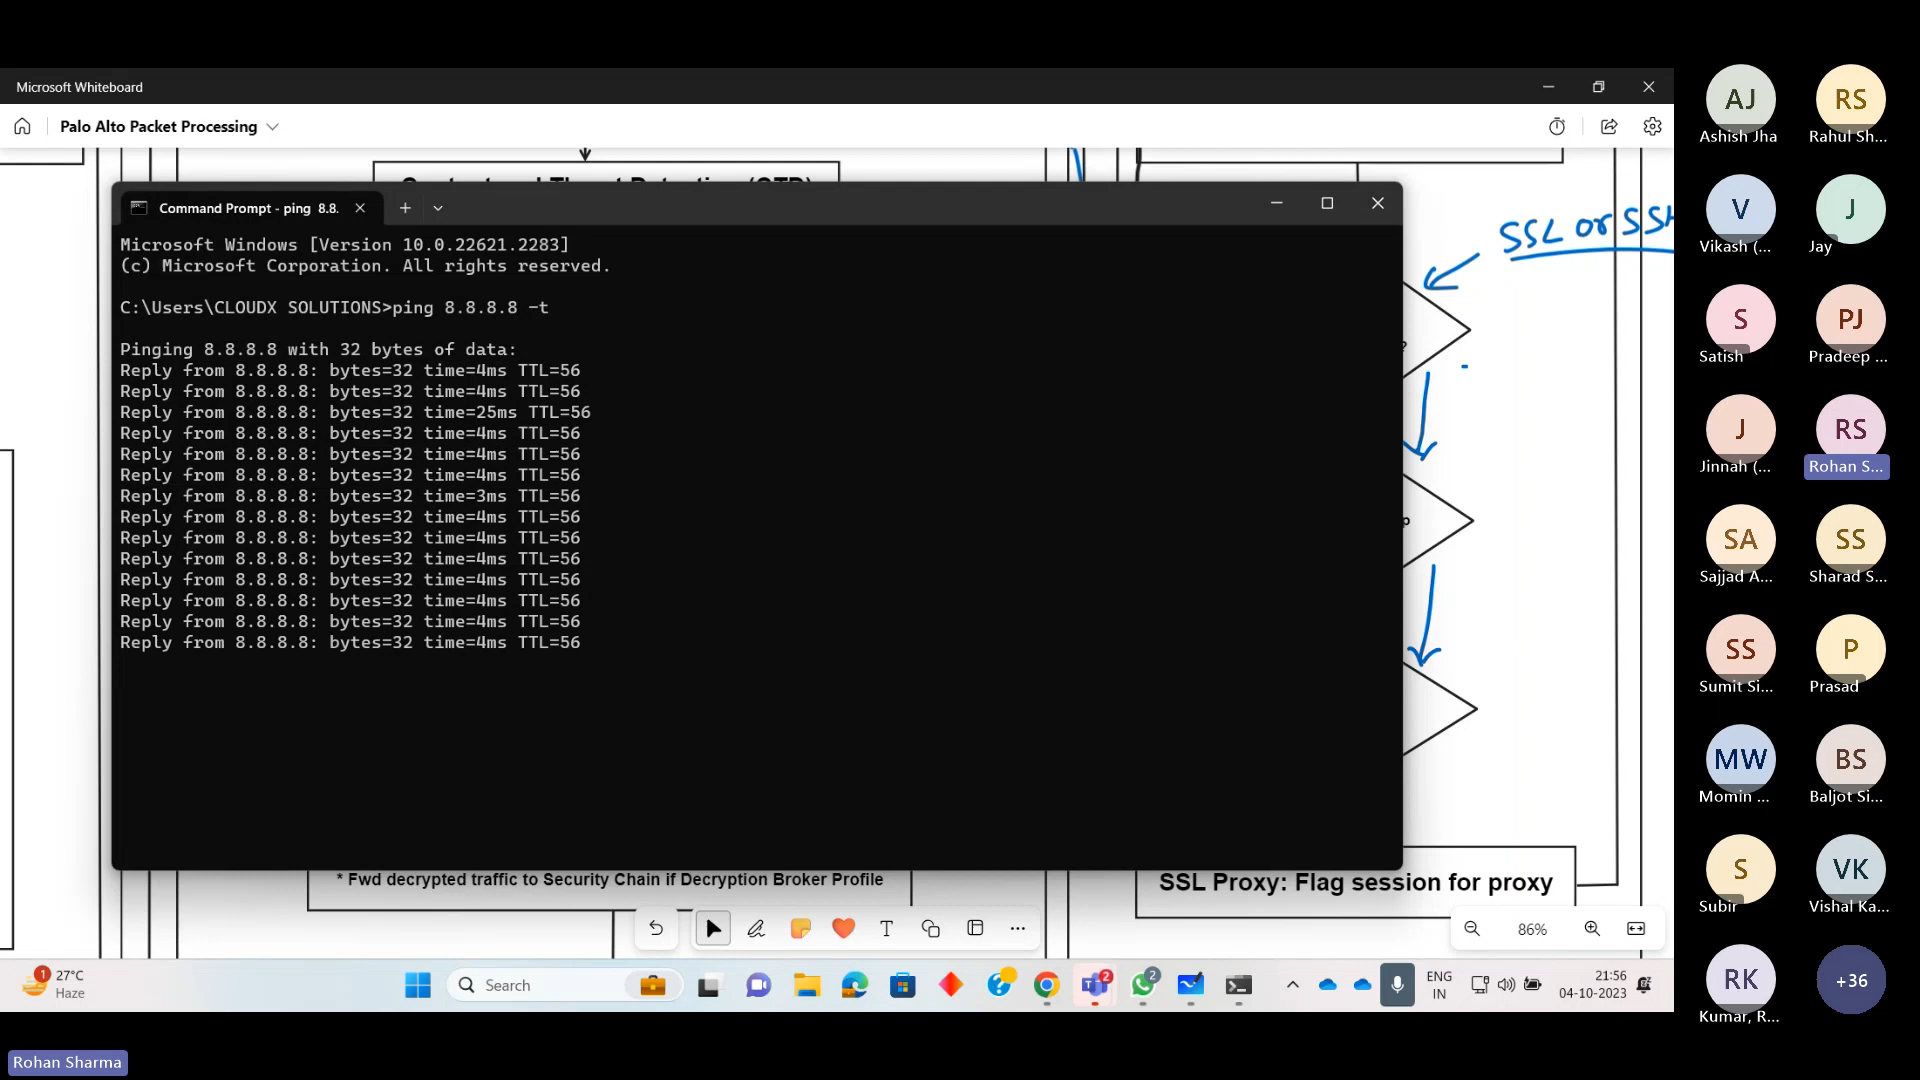 Microsoft Whiteboard
Palo Alto Packet Processing
Command Prompt - ping 8.8.
Microsoft Windows [Version 10.0.22621.2283]
(c) Microsoft Corporation. All rights reserved.
C:\Users\CLOUDX SOLUTIONS>ping 8.8.8.8 -t
Pinging 8.8.8.8 with 32 bytes of data:
Reply from 8.8.8.8: bytes=32 time=4ms TTL=56
Reply from 8.8.8.8: bytes=32 time=4ms TTL=56
Reply from 8.8.8.8: bytes=32 time=25ms TTL=56
Reply from 8.8.8.8: bytes=32 time=4ms TTL=56
Reply from 8.8.8.8: bytes=32 time=4ms TTL=56
Reply from 8.8.8.8: bytes=32 time=4ms TTL=56
Reply from 8.8.8.8: bytes=32 time=3ms TTL=56
Reply from 8.8.8.8: bytes=32 time=4ms TTL=56
Reply from 8.8.8.8: bytes=32 time=4ms TTL=56
Reply from 8.8.8.8: bytes=32 time=4ms TTL=56
Reply from 8.8.8.8: bytes=32 time=4ms TTL=56
Reply from 8.8.8.8: bytes=32 time=4ms TTL=56
Reply from 8.8.8.8: bytes=32 time=4ms TTL=56
Reply from 8.8.8.8: bytes=32 time=4ms TTL=56
SSL or SSH
?
p
* Fwd decrypted traffic to Security Chain if Decryption Broker Profile
SSL Proxy: Flag session for proxy
86%
1
27°C
Haze
Search
2
2
ENG
IN
21:56
04-10-2023
AJ
Ashish Jha
RS
Rahul Sh...
V
Vikash (...
J
Jay
S
Satish
PJ
Pradeep ...
J
Jinnah (...
RS
Rohan S...
SA
Sajjad A...
SS
Sharad S...
SS
Sumit Si...
P
Prasad
MW
Momin ...
BS
Baljot Si...
S
Subir
VK
Vishal Ka...
RK
Kumar, R...
+36
Rohan Sharma